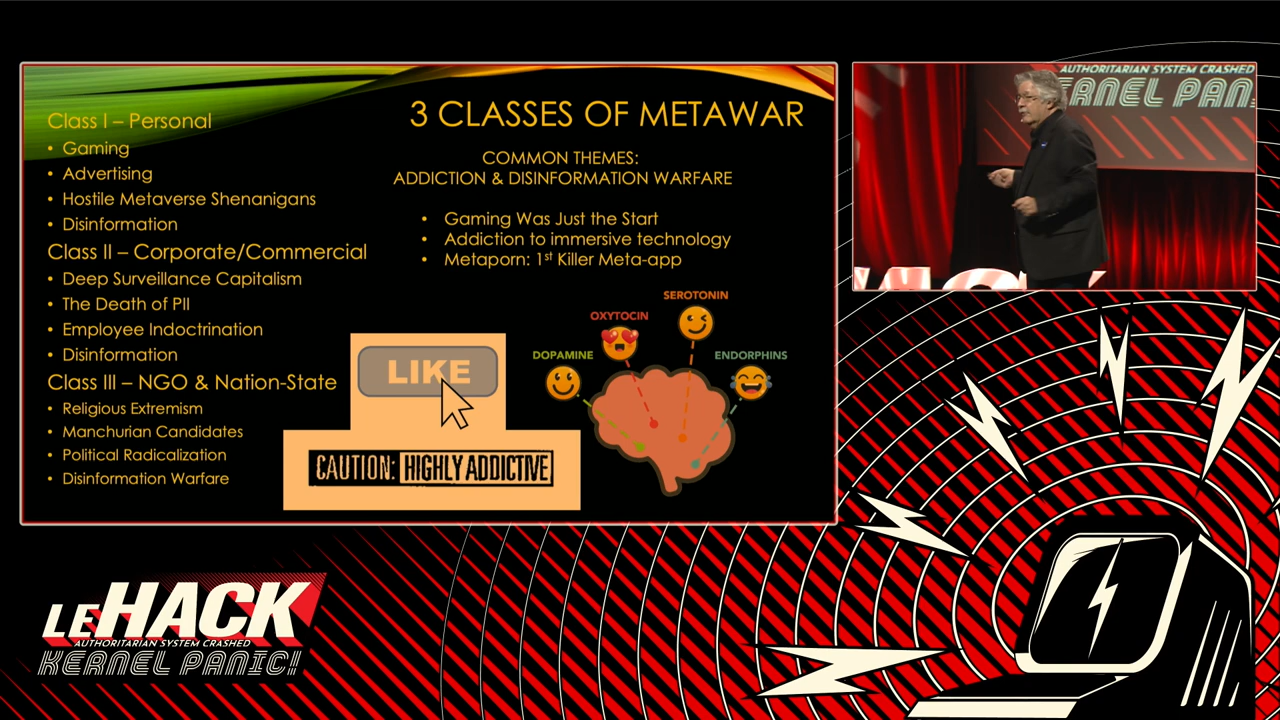 Class I – Personal
• Gaming
• Advertising
• Hostile Metaverse Shenanigans
• Disinformation
Class II – Corporate/Commercial
• Deep Surveillance Capitalism
• The Death of PII
• Employee Indoctrination
• Disinformation
Class III – NGO & Nation-State
• Religious Extremism
• Manchurian Candidates
• Political Radicalization
• Disinformation Warfare
3 CLASSES OF METAWAR
COMMON THEMES:
ADDICTION & DISINFORMATION WARFARE
• Gaming Was Just the Start
• Addiction to immersive technology
• Metaporn: 1st Killer Meta-app
LIKE
CAUTION: HIGHLY ADDICTIVE
SEROTONIN
OXYTOCIN
DOPAMINE
ENDORPHINS
AUTHORITARIAN SYSTEM CRASHED
KERNEL PAN
LEHACK
AUTHORITARIAN SYSTEM CRASHED
KERNEL PANIC!